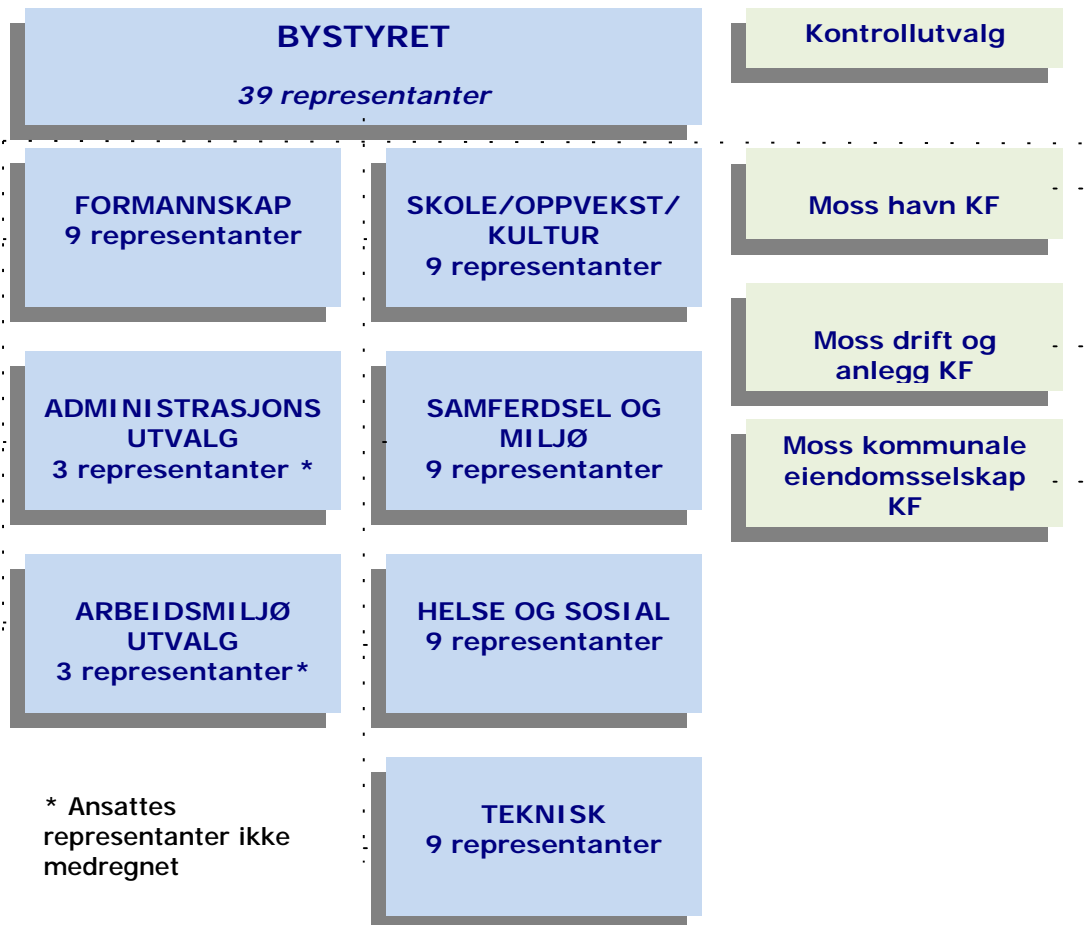 BYSTYRET
39 representanter
Kontrollutvalg
FORMANNSKAP
9 representanter
SKOLE/OPPVEKST/
KULTUR
9 representanter
Moss havn KF
Moss drift og
anlegg KF
ADMINISTRASJONS
UTVALG
3 representanter *
SAMFERDSEL OG
MILJØ
9 representanter
Moss kommunale
eiendomsselskap
KF
ARBEIDSMILJØ
UTVALG
3 representanter*
HELSE OG SOSIAL
9 representanter
* Ansattes
representanter ikke
medregnet
TEKNISK
9 representanter